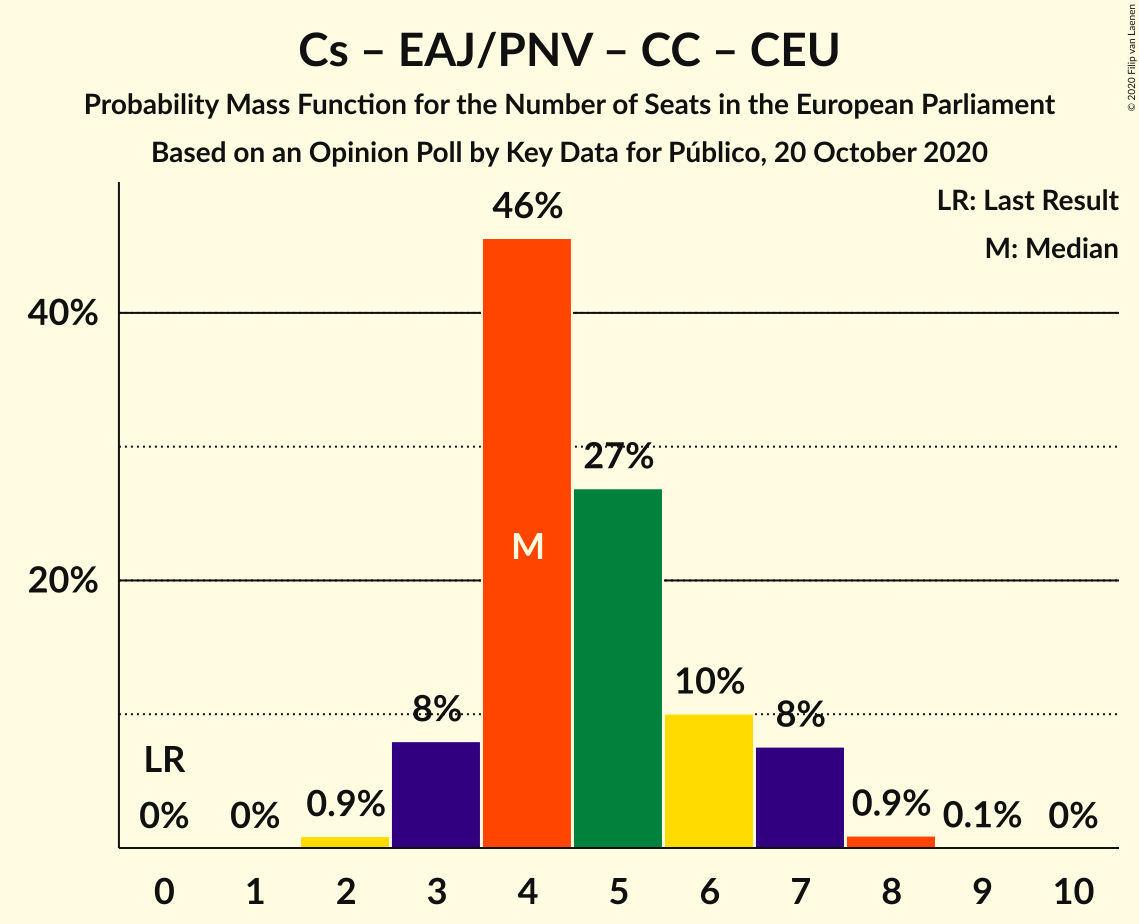 Cs – EAJ/PNV – CC – CEU
Probability Mass Function for the Number of Seats in the European Parliament
Based on an Opinion Poll by Key Data for Público, 20 October 2020
© 2020 Filip van Laenen
LR: Last Result
M: Median
46%
40%
27%
M
20%
10%
8%
8%
LR
0%
0%
0.9%
0.9%
0.1%
0%
0 1 2 3 4 5 6 7 8 9 10